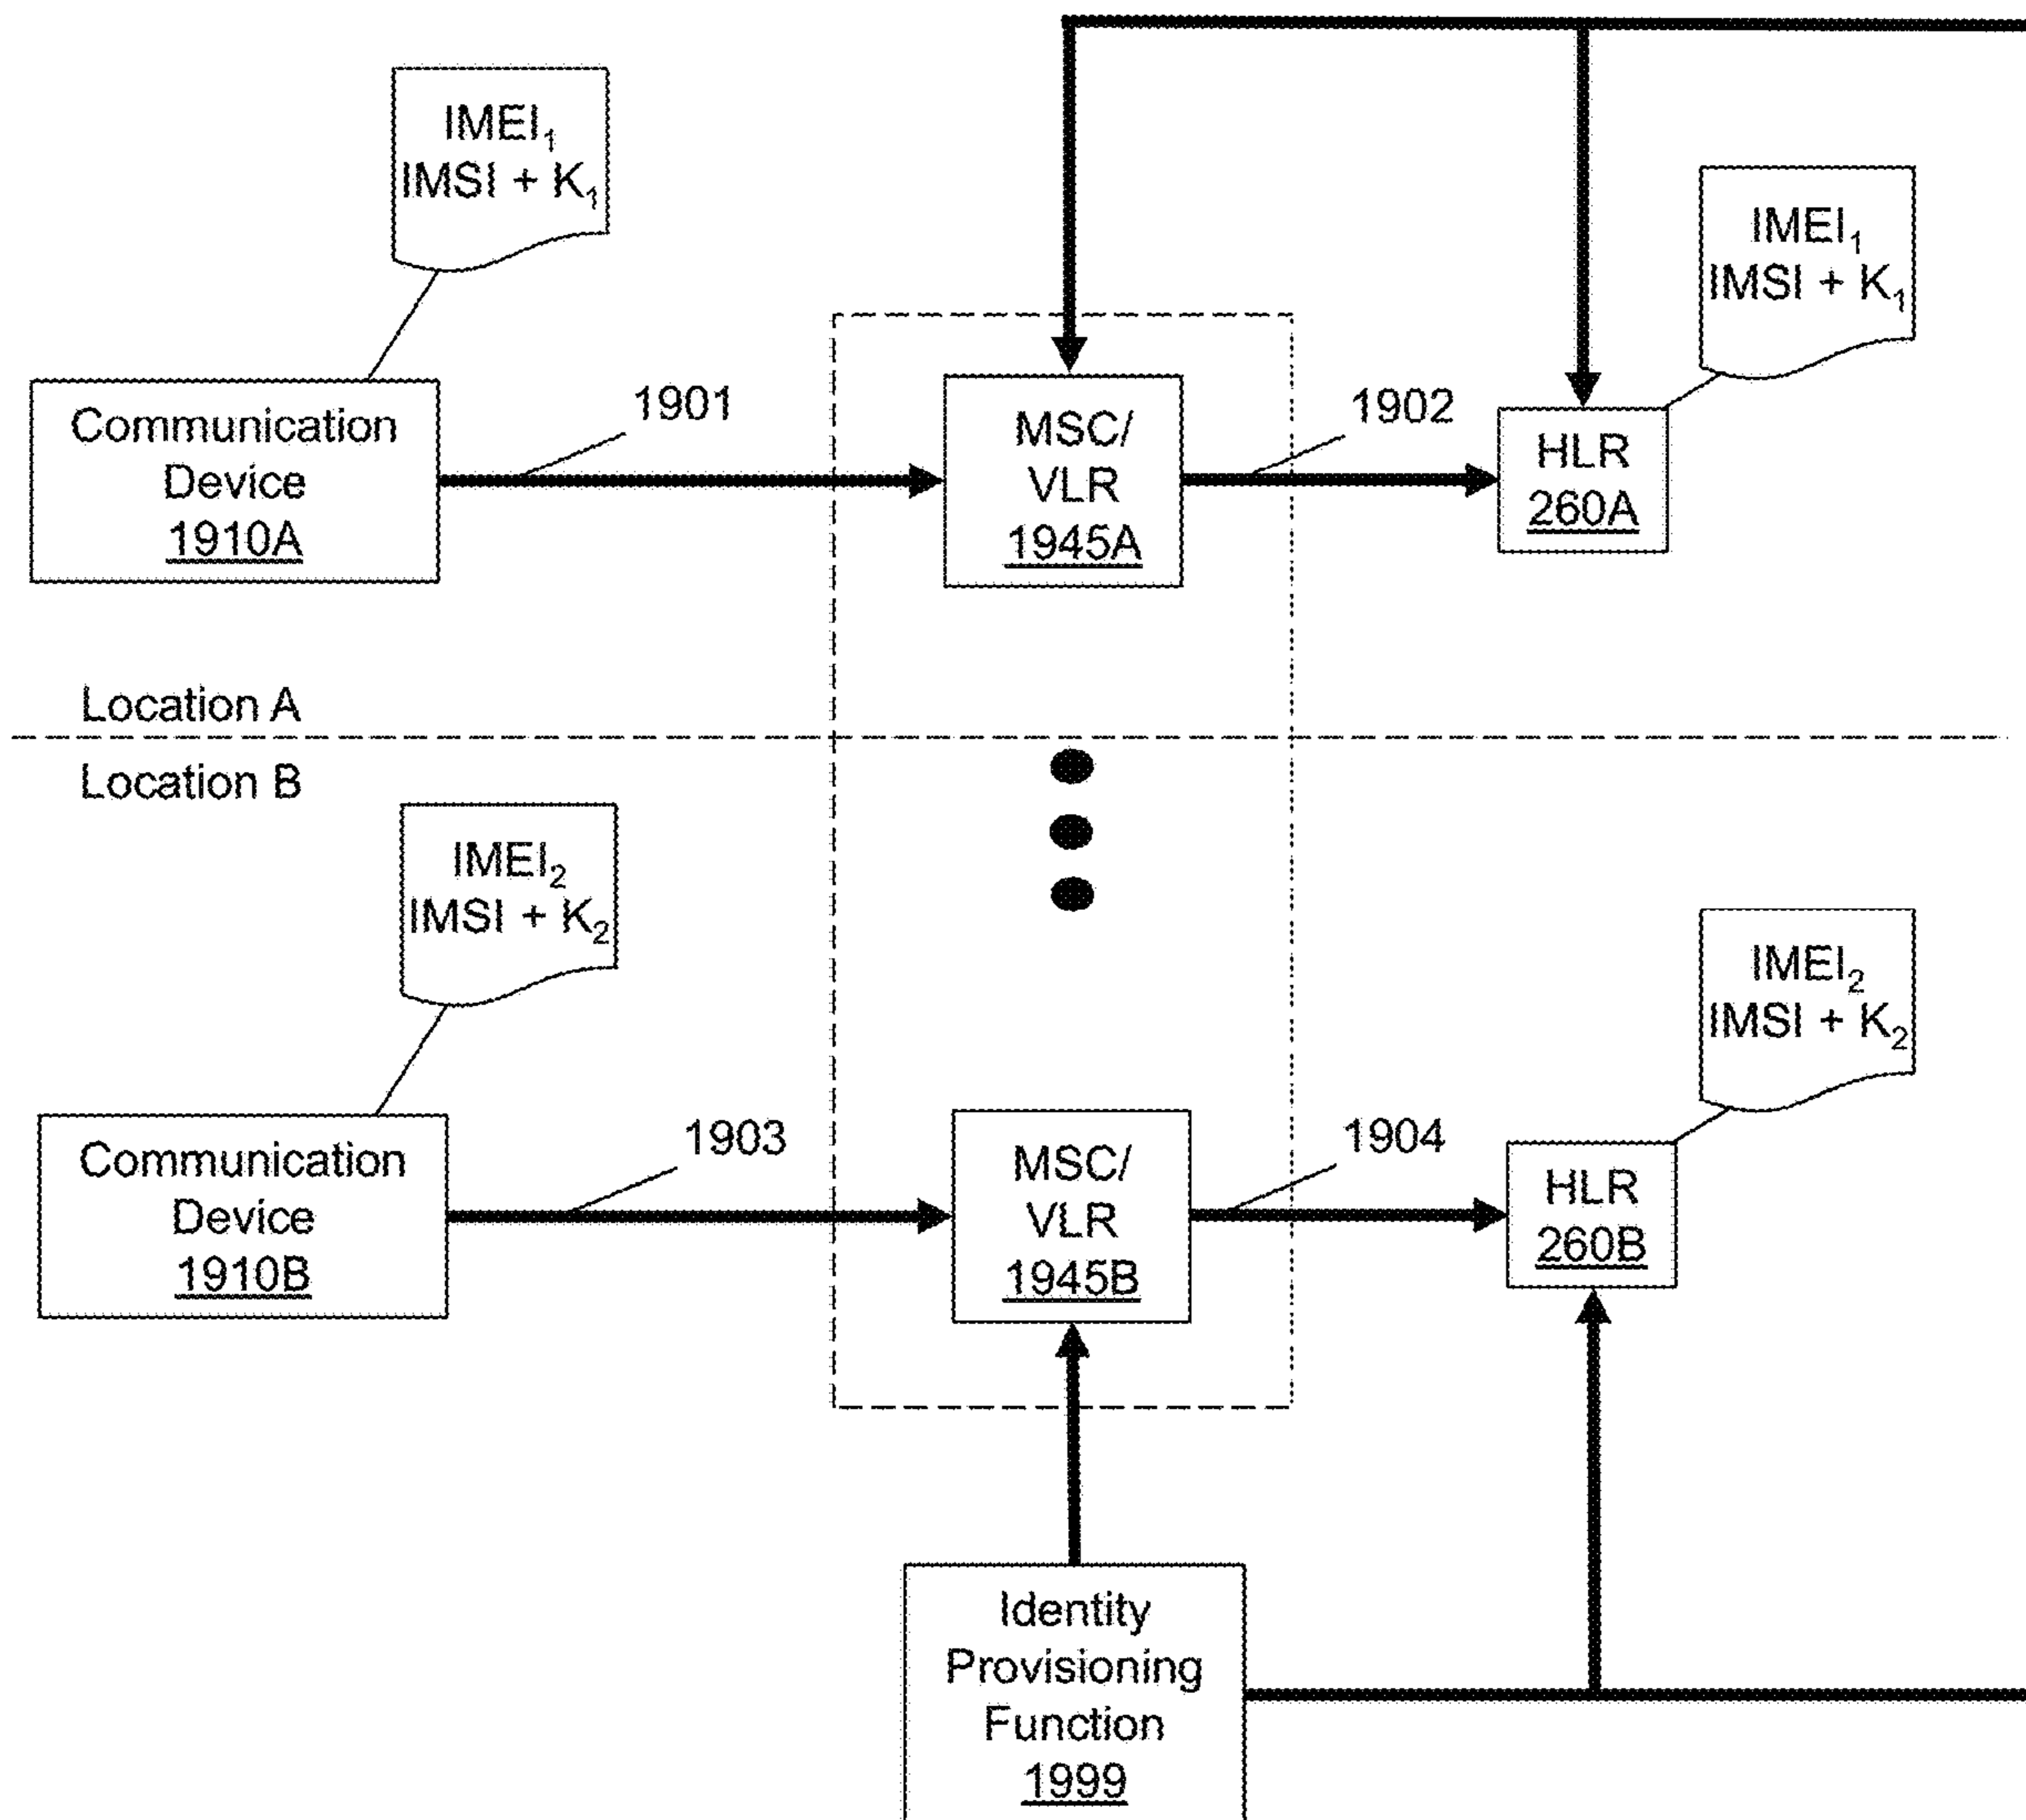 IMEI₁
IMSI + K₁
IMEI₁
IMSI + K₁
Communication
Device
1910A
1901
MSC/
VLR
1945A
1902
HLR
260A
Location A
Location B
IMEI₂
IMSI + K₂
IMEI₂
IMSI + K₂
Communication
Device
1910B
1903
MSC/
VLR
1945B
1904
HLR
260B
Identity
Provisioning
Function
1999